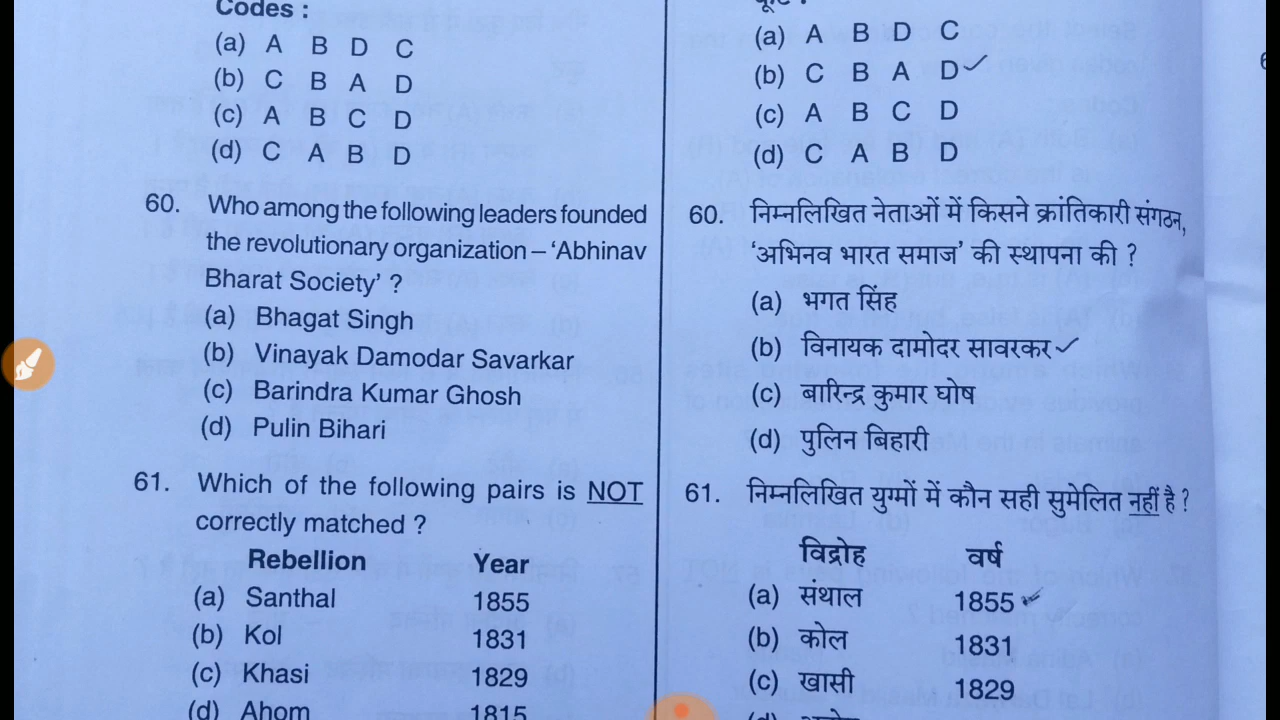 Codes :
(a) A B D C
(b) C B A D
(c) A B C D
(d) C A B D
60. Who among the following leaders founded
the revolutionary organization – ‘Abhinav
Bharat Society’ ?
(a) Bhagat Singh
(b) Vinayak Damodar Savarkar
(c) Barindra Kumar Ghosh
(d) Pulin Bihari
61. Which of the following pairs is NOT
correctly matched ?
Rebellion Year
(a) Santhal 1855
(b) Kol 1831
(c) Khasi 1829
(d) Ahom 1815
(a) A B D C
(b) C B A D
(c) A B C D
(d) C A B D
60. निम्नलिखित नेताओं में किसने क्रांतिकारी संगठन,
‘अभिनव भारत समाज’ की स्थापना की ?
(a) भगत सिंह
(b) विनायक दामोदर सावरकर
(c) बारिन्द्र कुमार घोष
(d) पुलिन बिहारी
61. निम्नलिखित युग्मों में कौन सही सुमेलित नहीं है ?
विद्रोह वर्ष
(a) संथाल 1855
(b) कोल 1831
(c) खासी 1829